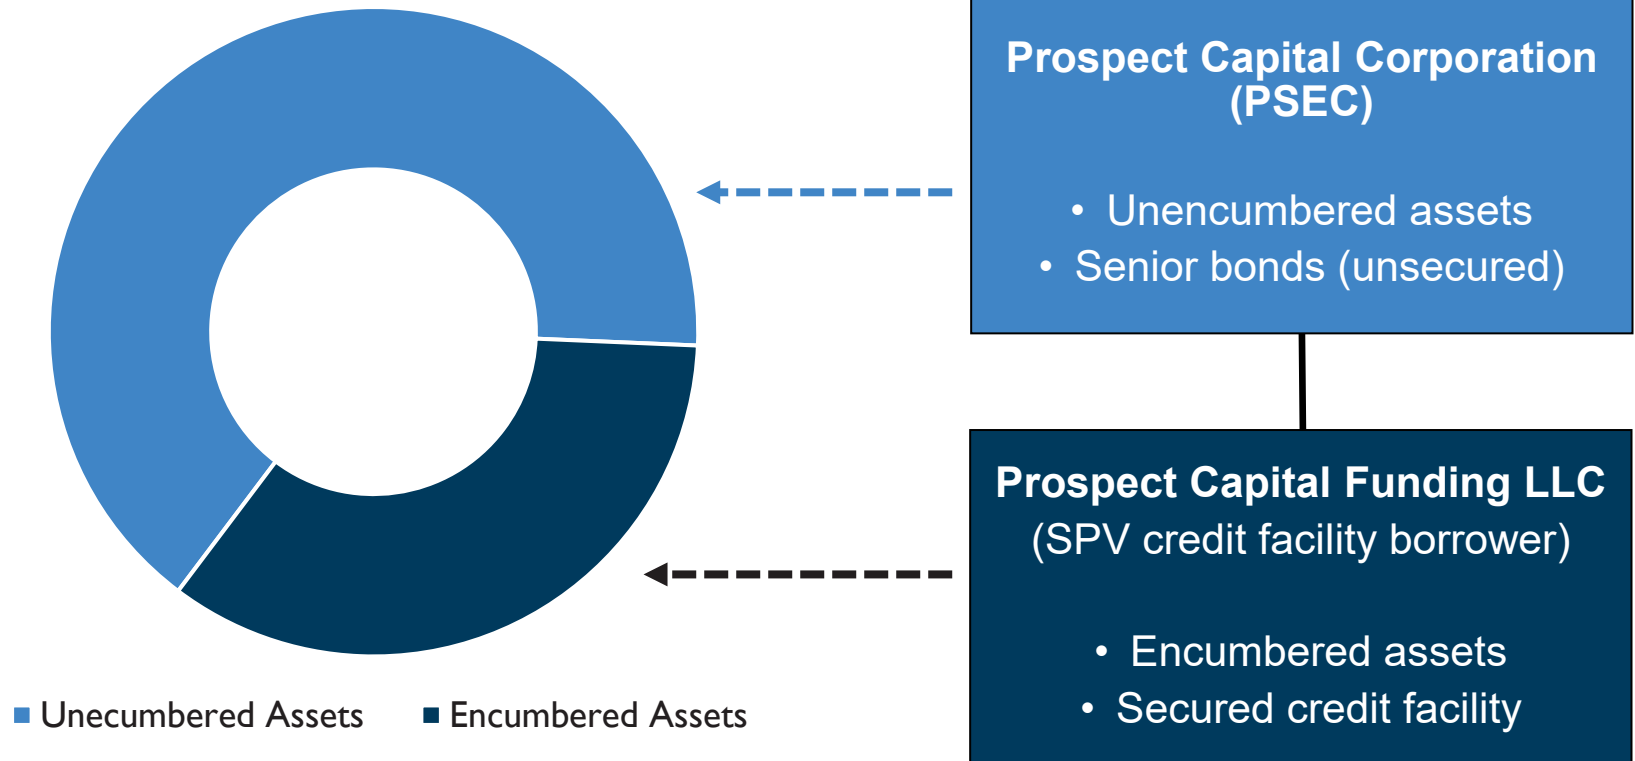 Prospect Capital Corporation
(PSEC)
• Unencumbered assets
• Senior bonds (unsecured)
Prospect Capital Funding LLC
(SPV credit facility borrower)
• Encumbered assets
• Secured credit facility
Unecumbered Assets
Encumbered Assets